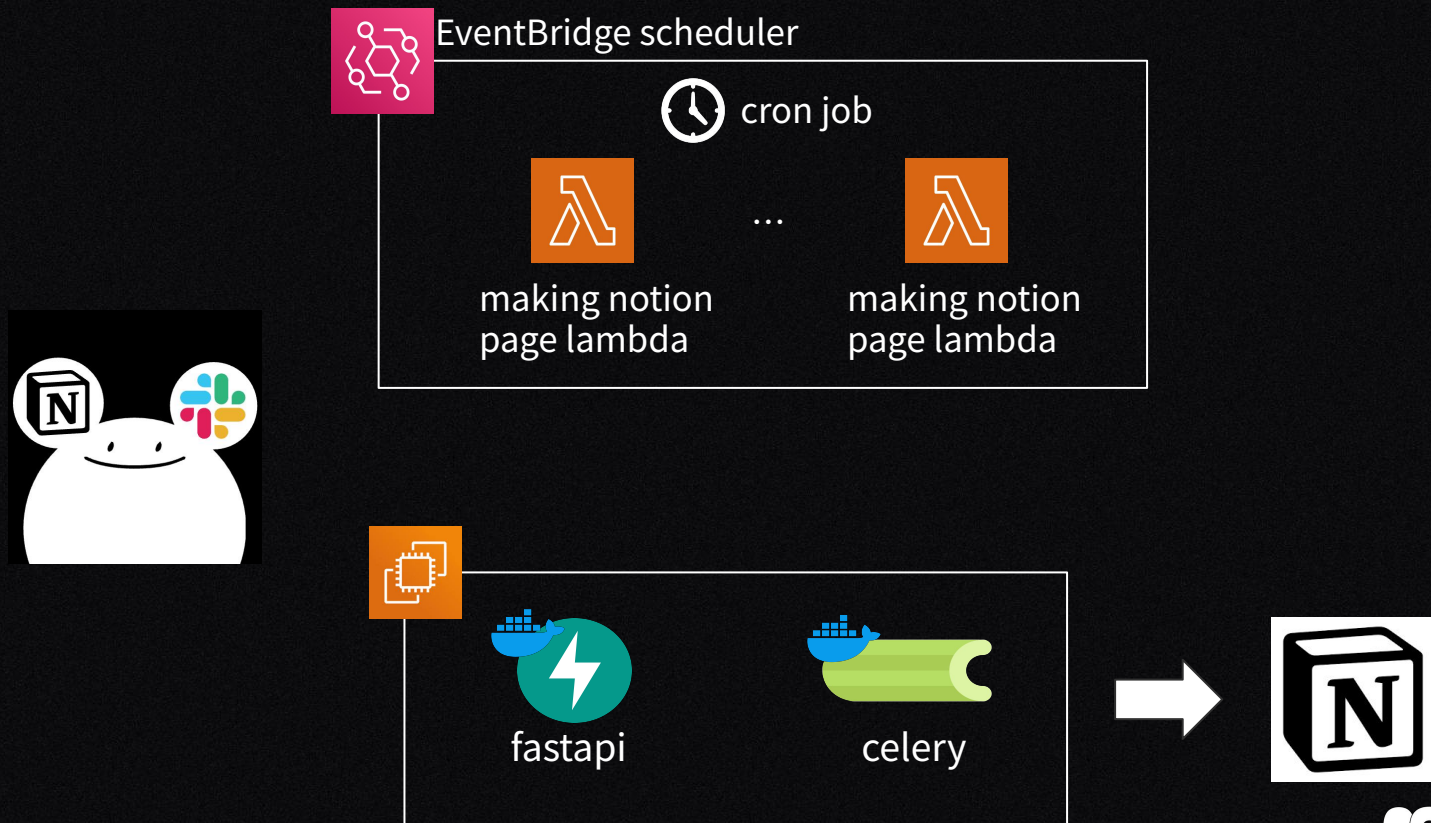 EventBridge scheduler
cron job
...
making notion
page lambda
making notion
page lambda
N
fastapi
celery
N